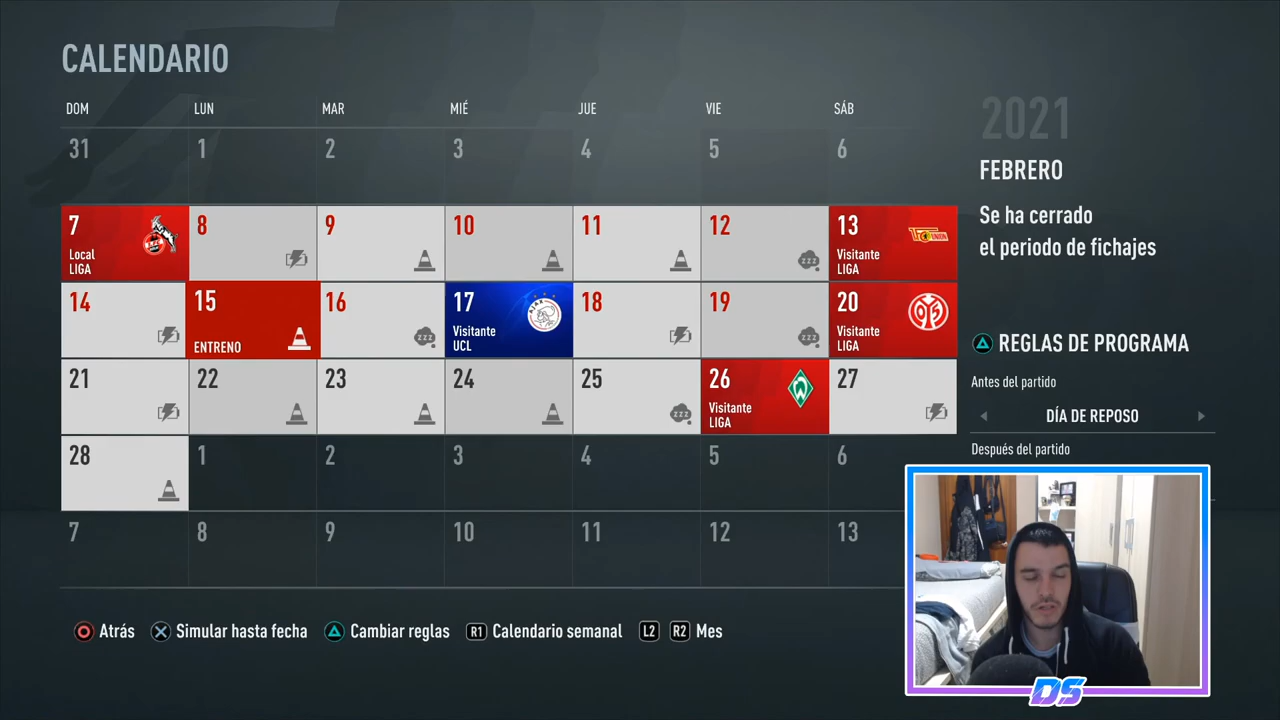 CALENDARIO
DOM LUN MAR MIÉ JUE VIE SÁB
31 1 2 3 4 5 6
7 8 9 10 11 12 13
Local
LIGA
Visitante
LIGA
14 15 16 17 18 19 20
ENTRENO
Visitante
UCL
AJAX
Visitante
LIGA
21 22 23 24 25 26 27
Visitante
LIGA
28 1 2 3 4 5 6
7 8 9 10 11 12 13
2021
FEBRERO
Se ha cerrado
el periodo de fichajes
REGLAS DE PROGRAMA
Antes del partido
DÍA DE REPOSO
Después del partido
Atrás Simular hasta fecha Cambiar reglas R1 Calendario semanal L2 R2 Mes
DS